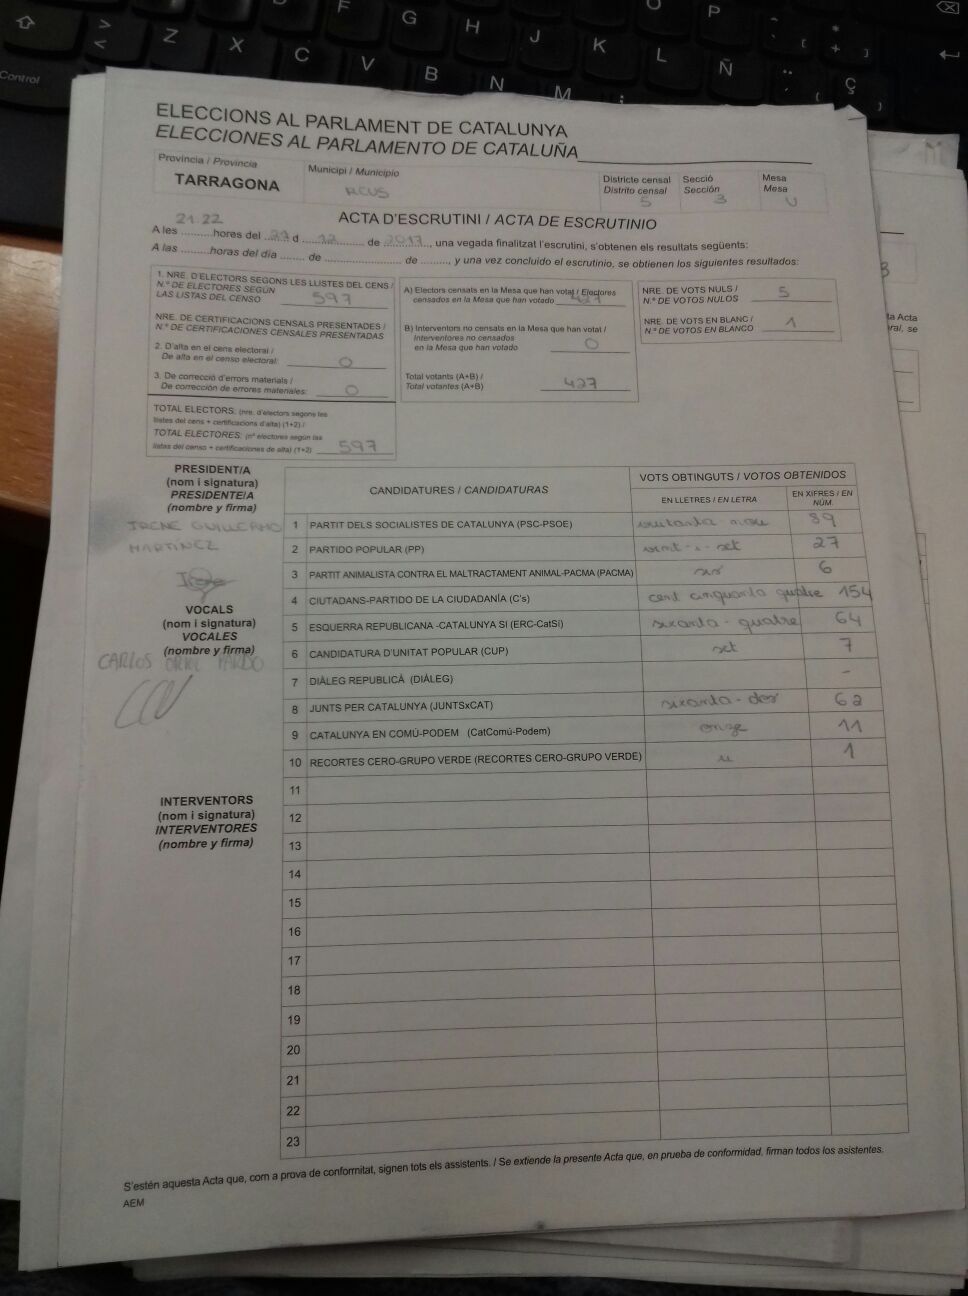 ELECCIONS AL PARLAMENT DE CATALUNYA
ELECCIONES AL PARLAMENTO DE CATALUÑA
Província / Provincia
TARRAGONA
Municipi / Municipio
REUS
Districte censal
Distrito censal
5
Secció
Sección
3
Mesa
Mesa
U
ACTA D'ESCRUTINI / ACTA DE ESCRUTINIO
A les 21:22 hores del 21 d 12 de 2017, una vegada finalitzat l'escrutini, s'obtenen els resultats següents:
A las ........horas del día ........ de ........................ de ........, y una vez concluido el escrutinio, se obtienen los siguientes resultados:
1. NRE. D'ELECTORS SEGONS LES LLISTES DEL CENS /
N.º DE ELECTORES SEGÚN
LAS LISTAS DEL CENSO 597
NRE. DE CERTIFICACIONS CENSALS PRESENTADES /
N.º DE CERTIFICACIONES CENSALES PRESENTADAS
2. D'alta en el cens electoral /
De alta en el censo electoral: 0
3. De correcció d'errors materials /
De corrección de errores materiales: 0
TOTAL ELECTORS: (nre. d'electors segons les
llistes del cens + certificacions d'alta) (1+2) /
TOTAL ELECTORES: (nº electores según las
listas del censo + certificaciones de alta) (1+2) 597
A) Electors censats en la Mesa que han votat / Electores
censados en la Mesa que han votado 427
B) Interventors no censats en la Mesa que han votat /
Interventores no censados
en la Mesa que han votado 0
Total votants (A+B) /
Total votantes (A+B) 427
NRE. DE VOTS NULS /
N.º DE VOTOS NULOS 5
NRE. DE VOTS EN BLANC /
N.º DE VOTOS EN BLANCO 1
PRESIDENT/A
(nom i signatura)
PRESIDENTE/A
(nombre y firma)
IRENE GUILLERMO
MARTÍNEZ
Irene
VOCALS
(nom i signatura)
VOCALES
(nombre y firma)
CARLOS PARDO
INTERVENTORS
(nom i signatura)
INTERVENTORES
(nombre y firma)
CANDIDATURES / CANDIDATURAS
VOTS OBTINGUTS / VOTOS OBTENIDOS
EN LLETRES / EN LETRA
EN XIFRES / EN NÚM.
1 PARTIT DELS SOCIALISTES DE CATALUNYA (PSC-PSOE) vuitanta nou 89
2 PARTIDO POPULAR (PP) vint-i-set 27
3 PARTIT ANIMALISTA CONTRA EL MALTRACTAMENT ANIMAL-PACMA (PACMA) sis 6
4 CIUTADANS-PARTIDO DE LA CIUDADANÍA (C's) cent cinquanta quatre 154
5 ESQUERRA REPUBLICANA -CATALUNYA SI (ERC-CatSí) sixanta-quatre 64
6 CANDIDATURA D'UNITAT POPULAR (CUP) set 7
7 DIÀLEG REPUBLICÀ (DIÀLEG) -
8 JUNTS PER CATALUNYA (JUNTSxCAT) sixanta-dos 62
9 CATALUNYA EN COMÚ-PODEM (CatComú-Podem) onze 11
10 RECORTES CERO-GRUPO VERDE (RECORTES CERO-GRUPO VERDE) u 1
11
12
13
14
15
16
17
18
19
20
21
22
23
S'estén aquesta Acta que, com a prova de conformitat, signen tots els assistents. / Se extiende la presente Acta que, en prueba de conformidad, firman todos los asistentes.
AEM